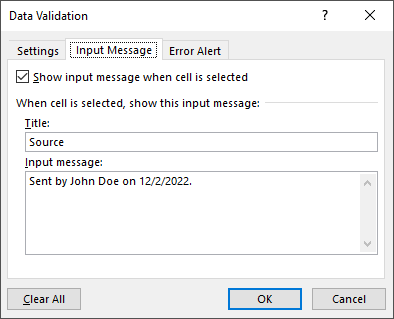 Data Validation
?
Settings
Input Message
Error Alert
Show input message when cell is selected
When cell is selected, show this input message:
Title:
Source
Input message:
Sent by John Doe on 12/2/2022.
Clear All
OK
Cancel